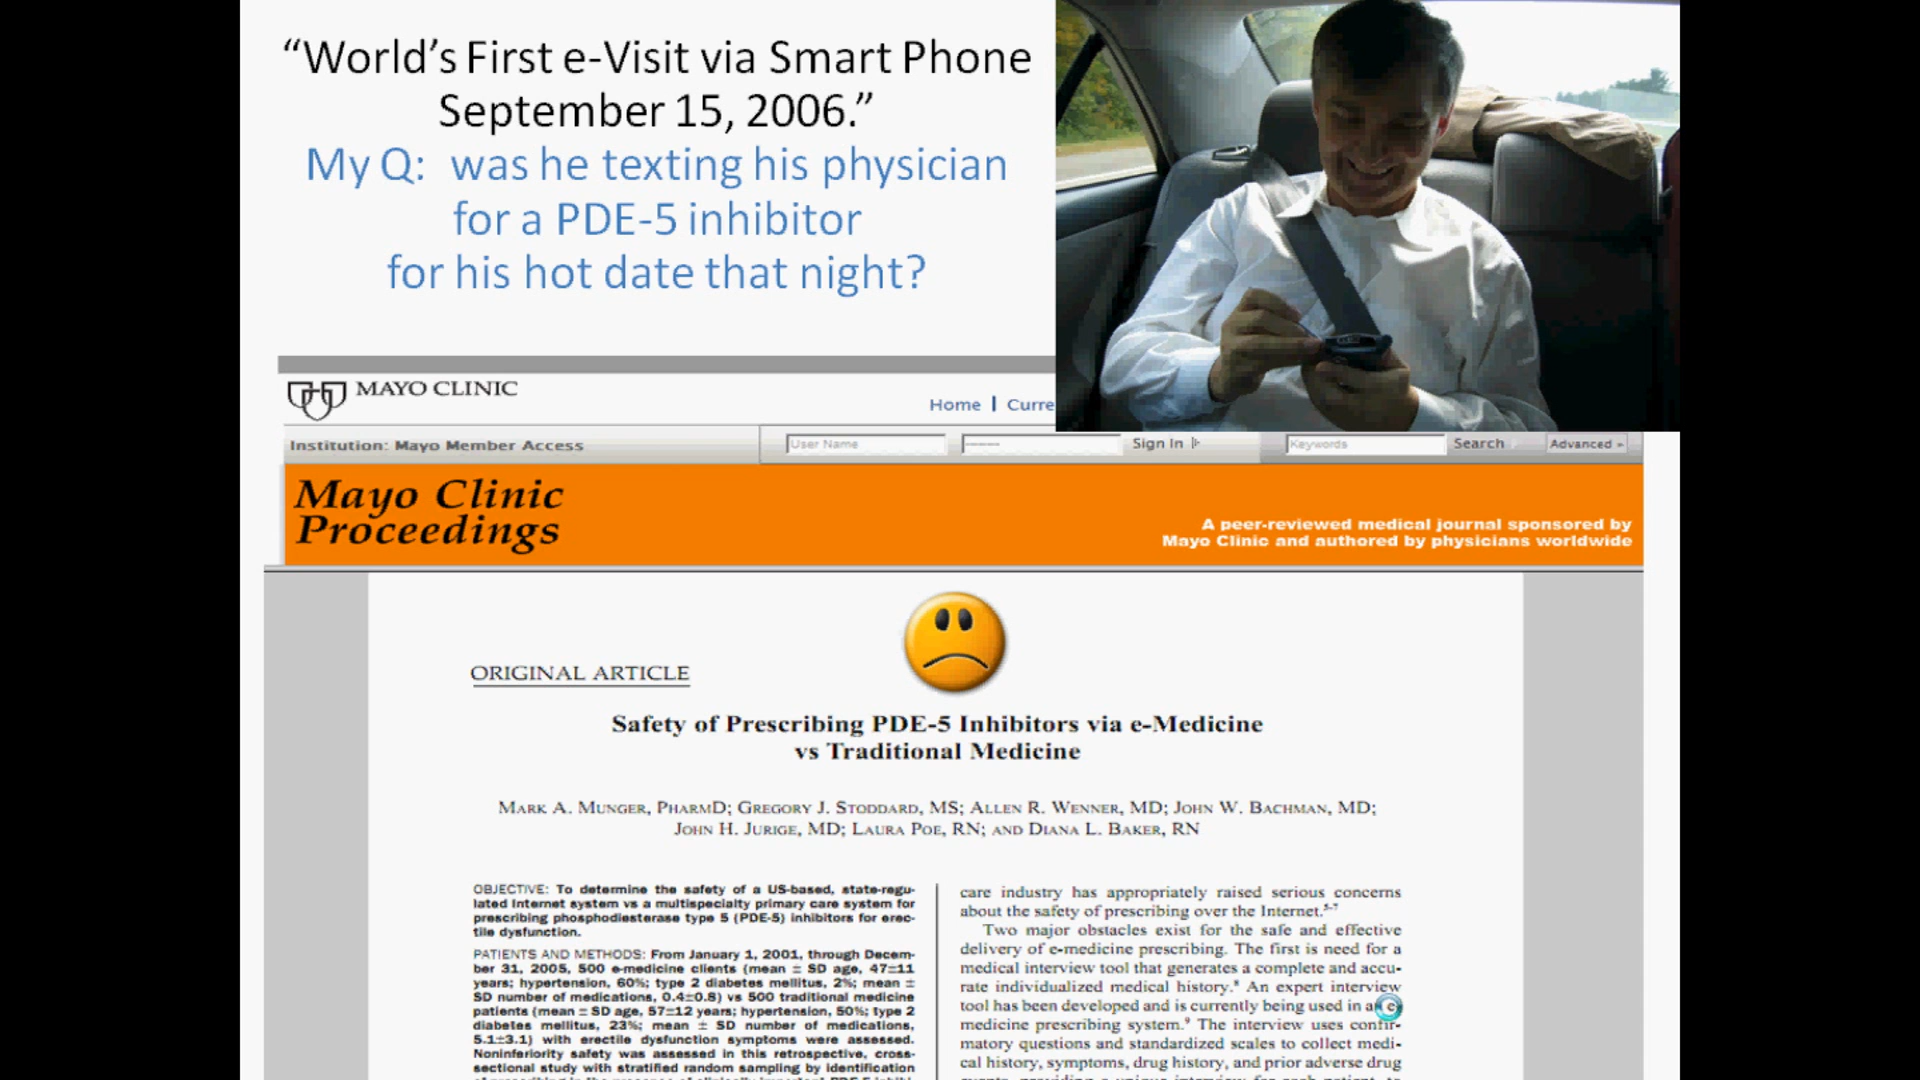 “World’s First e-Visit via Smart Phone
September 15, 2006.”
My Q: was he texting his physician
for a PDE-5 inhibitor
for his hot date that night?
MAYO CLINIC
Home | Curre
Institution: Mayo Member Access
User Name
Sign In
Keywords
Search
Advanced »
Mayo Clinic
Proceedings
A peer-reviewed medical journal sponsored by
Mayo Clinic and authored by physicians worldwide
ORIGINAL ARTICLE
Safety of Prescribing PDE-5 Inhibitors via e-Medicine
vs Traditional Medicine
MARK A. MUNGER, PHARMD; GREGORY J. STODDARD, MS; ALLEN R. WENNER, MD; JOHN W. BACHMAN, MD;
JOHN H. JURIGE, MD; LAURA POE, RN; AND DIANA L. BAKER, RN
OBJECTIVE: To determine the safety of a US-based, state-regu-
lated Internet system vs a multispecialty primary care system for
prescribing phosphodiesterase type 5 (PDE-5) inhibitors for erec-
tile dysfunction.
PATIENTS AND METHODS: From January 1, 2001, through Decem-
ber 31, 2005, 500 e-medicine clients (mean ± SD age, 47±11
years; hypertension, 60%; type 2 diabetes mellitus, 2%; mean ±
SD number of medications, 0.4±0.8) vs 500 traditional medicine
patients (mean ± SD age, 57±12 years; hypertension, 50%; type 2
diabetes mellitus, 23%; mean ± SD number of medications,
5.1±3.1) with erectile dysfunction symptoms were assessed.
Noninferiority safety was assessed in this retrospective, cross-
sectional study with stratified random sampling by identification
care industry has appropriately raised serious concerns
about the safety of prescribing over the Internet.5-7
Two major obstacles exist for the safe and effective
delivery of e-medicine prescribing. The first is need for a
medical interview tool that generates a complete and accu-
rate individualized medical history.8 An expert interview
tool has been developed and is currently being used in a
medicine prescribing system.9 The interview uses confir-
matory questions and standardized scales to collect medi-
cal history, symptoms, drug history, and prior adverse drug